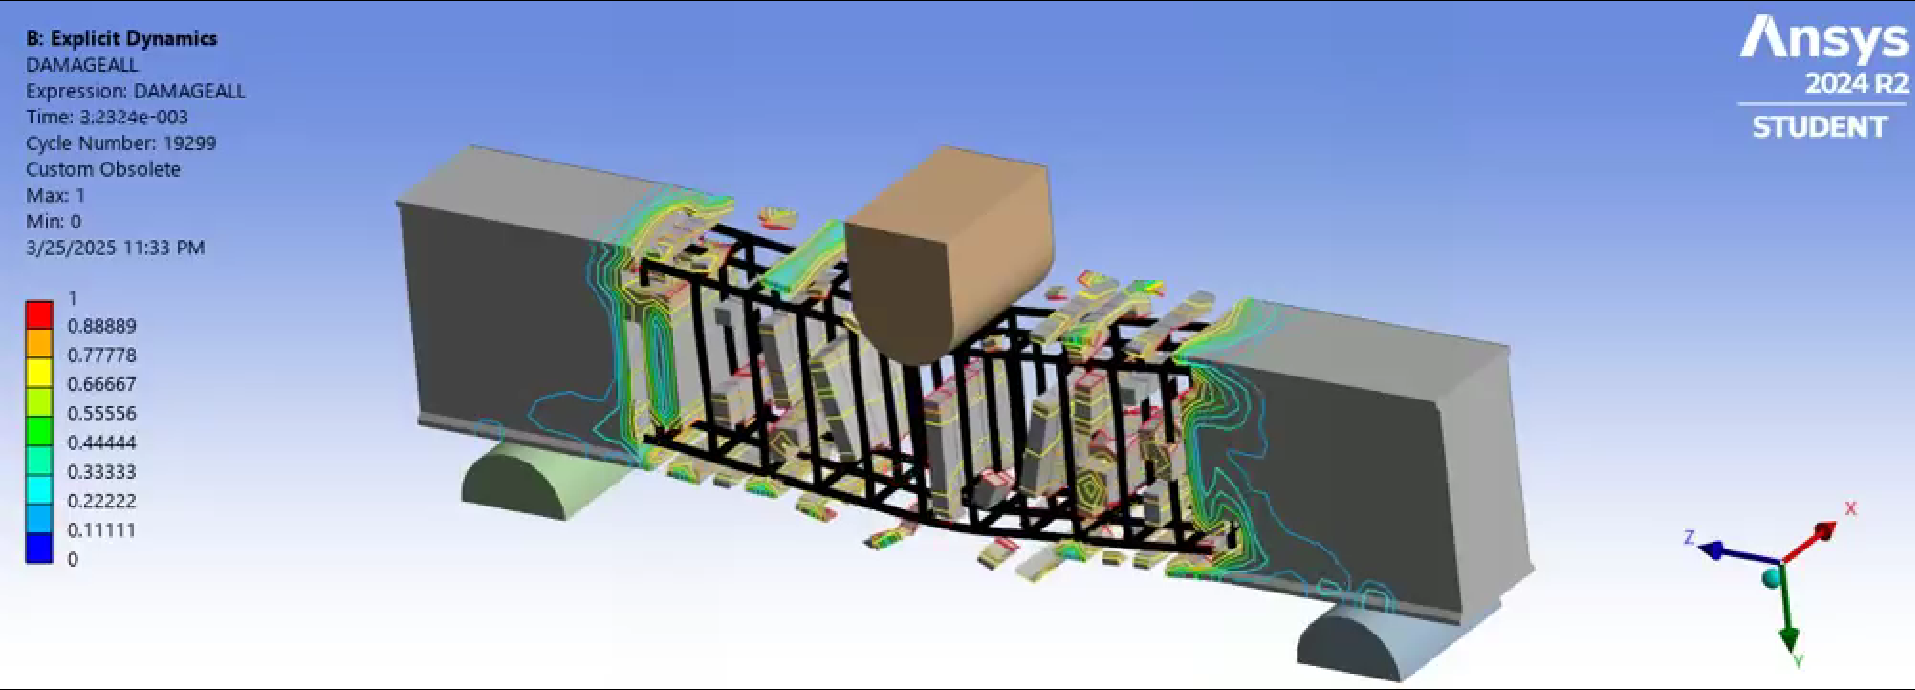 B: Explicit Dynamics
DAMAGEALL
Expression: DAMAGEALL
Time: 3.2324e-003
Cycle Number: 19299
Custom Obsolete
Max: 1
Min: 0
3/25/2025 11:33 PM
1
0.88889
0.77778
0.66667
0.55556
0.44444
0.33333
0.22222
0.11111
0
Ansys
2024 R2
STUDENT
X
Z
Y